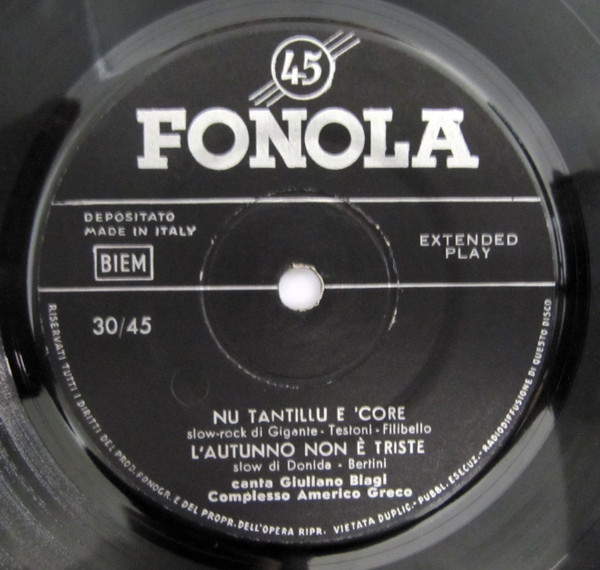 45
FONOLA
DEPOSITATO
MADE IN ITALY
BIEM
EXTENDED
PLAY
30/45
NU TANTILLU E 'CORE
slow-rock di Gigante - Testoni - Filibello
L'AUTUNNO NON È TRISTE
slow di Donida - Bertini
canta Giuliano Biagi
Complesso Americo Greco
RISERVATI TUTTI I DIRITTI DEL PROD. FONOGR. E DEL PROPR. DELL'OPERA RIPR. VIETATA DUPLIC. - PUBBL. ESECUZ. - RADIODIFFUSIONE DI QUESTO DISCO